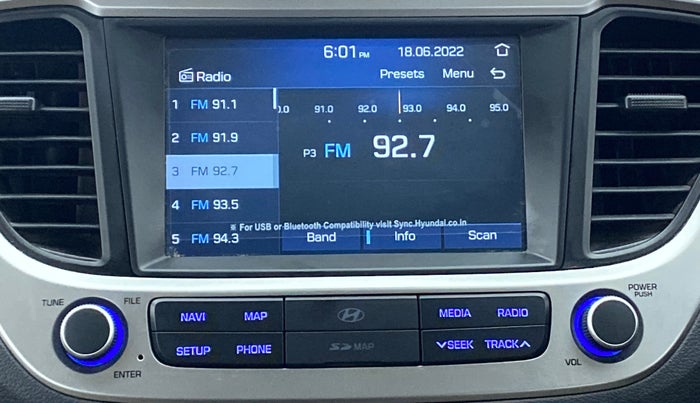 6:01 PM 18.06.2022
Radio Presets Menu
1 FM 91.1
.0 91.0 92.0 93.0 94.0 95.0
2 FM 91.9
P3 FM 92.7
3 FM 92.7
4 FM 93.5
※ For USB or Bluetooth Compatibility visit Sync.Hyundai.co.in
5 FM 94.3
Band Info Scan
TUNE FILE
ENTER
NAVI MAP
SETUP PHONE
SD MAP
MEDIA RADIO
SEEK TRACK
POWER
PUSH
VOL